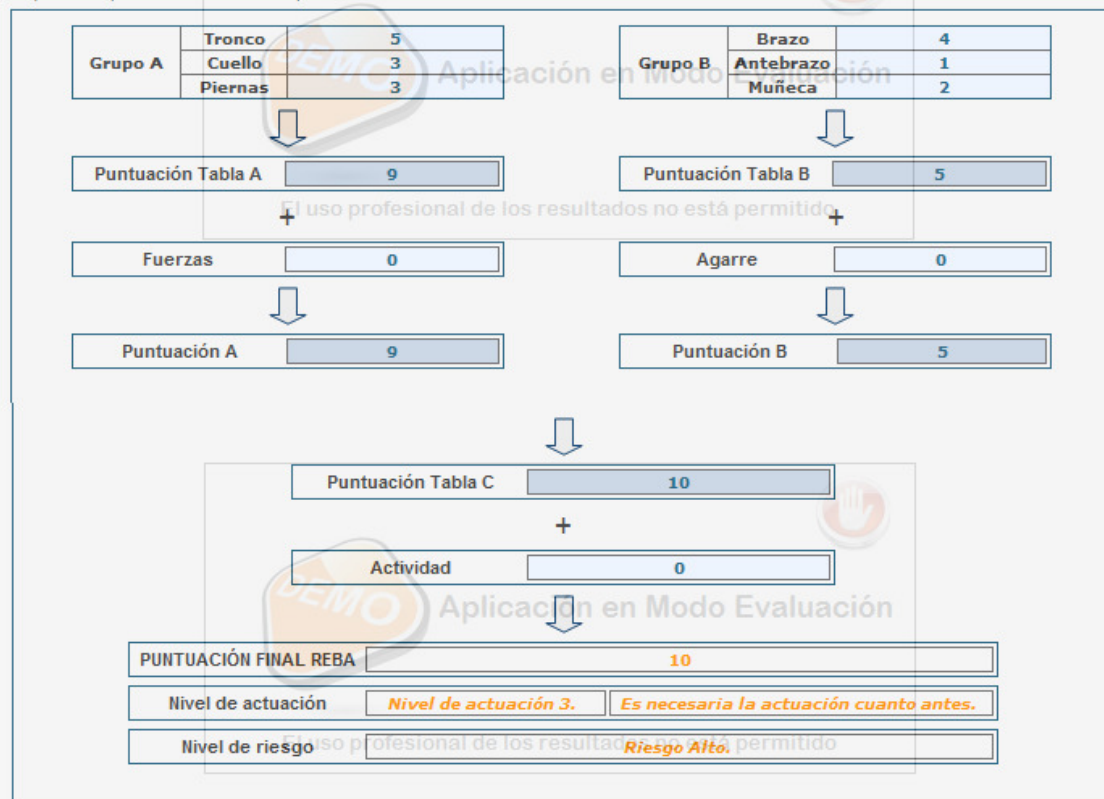 Grupo A
Tronco 5
Cuello 3
Piernas 3
Grupo B
Brazo 4
Antebrazo 1
Muñeca 2
DEMO Aplicación en Modo Evaluación
Puntuación Tabla A 9
Puntuación Tabla B 5
El uso profesional de los resultados no está permitido
+ +
Fuerzas 0
Agarre 0
Puntuación A 9
Puntuación B 5
Puntuación Tabla C 10
+
Actividad 0
DEMO Aplicación en Modo Evaluación
PUNTUACIÓN FINAL REBA 10
Nivel de actuación Nivel de actuación 3. Es necesaria la actuación cuanto antes.
Nivel de riesgo Riesgo Alto.
El uso profesional de los resultados no está permitido